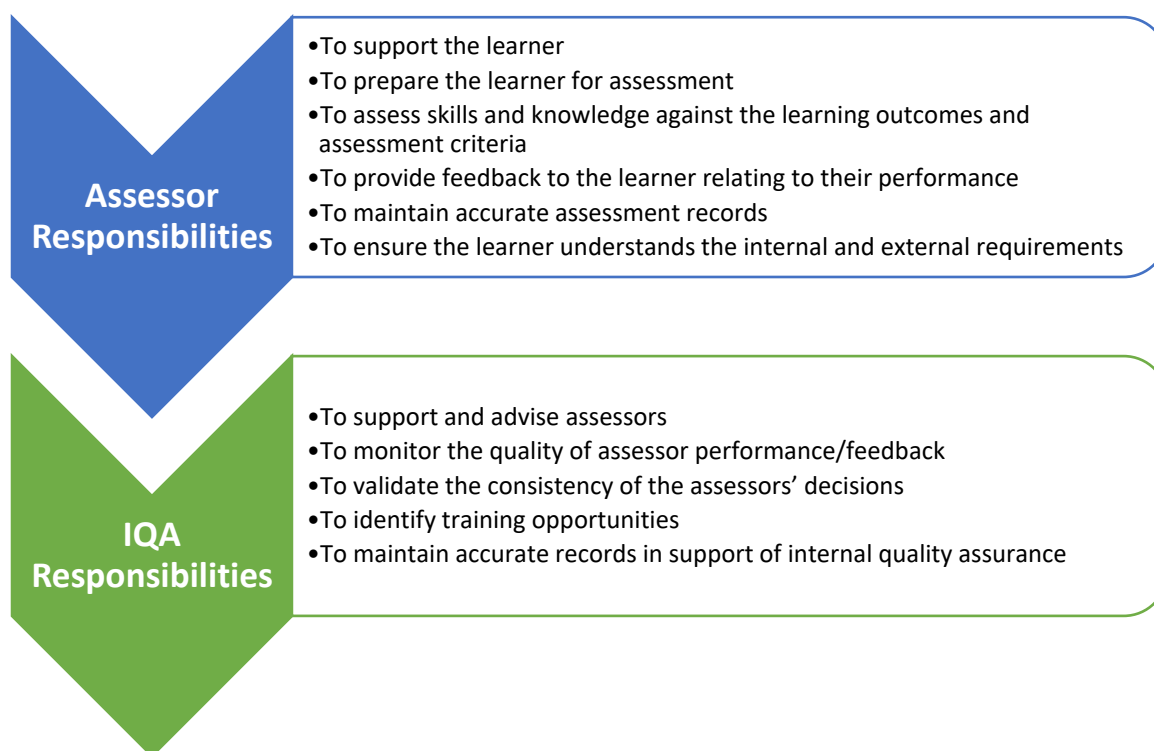 Assessor
Responsibilities
•To support the learner
•To prepare the learner for assessment
•To assess skills and knowledge against the learning outcomes and
assessment criteria
•To provide feedback to the learner relating to their performance
•To maintain accurate assessment records
•To ensure the learner understands the internal and external requirements
IQA
Responsibilities
•To support and advise assessors
•To monitor the quality of assessor performance/feedback
•To validate the consistency of the assessors’ decisions
•To identify training opportunities
•To maintain accurate records in support of internal quality assurance